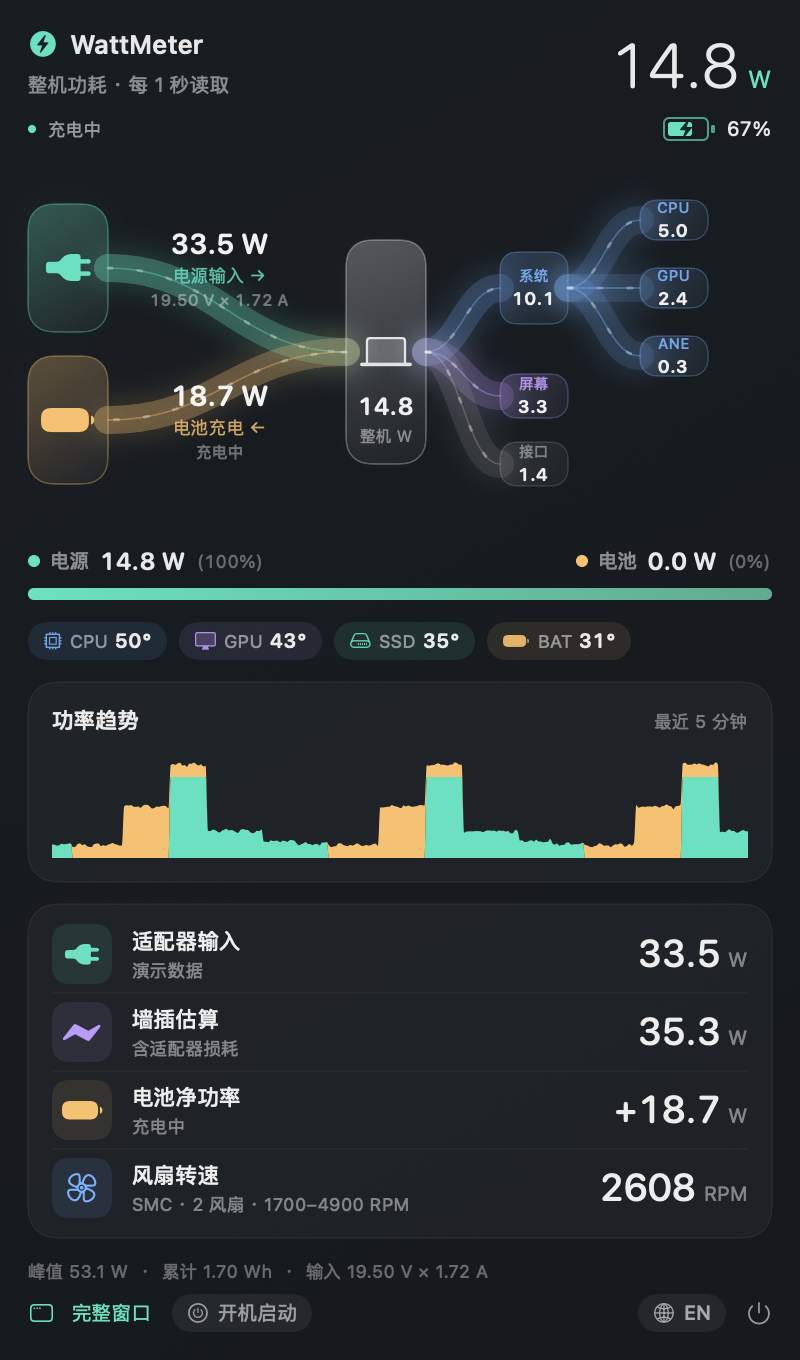 WattMeter
14.8 W
整机功耗 · 每 1 秒读取
充电中
67%
33.5 W
电源输入 →
19.50 V × 1.72 A
18.7 W
电池充电 ←
充电中
14.8
整机 W
系统
10.1
屏幕
3.3
接口
1.4
CPU
5.0
GPU
2.4
ANE
0.3
电源 14.8 W (100%)
电池 0.0 W (0%)
CPU 50°
GPU 43°
SSD 35°
BAT 31°
功率趋势
最近 5 分钟
适配器输入
演示数据
33.5 W
墙插估算
含适配器损耗
35.3 W
电池净功率
充电中
+18.7 W
风扇转速
SMC · 2 风扇 · 1700–4900 RPM
2608 RPM
峰值 53.1 W · 累计 1.70 Wh · 输入 19.50 V × 1.72 A
完整窗口
开机启动
EN